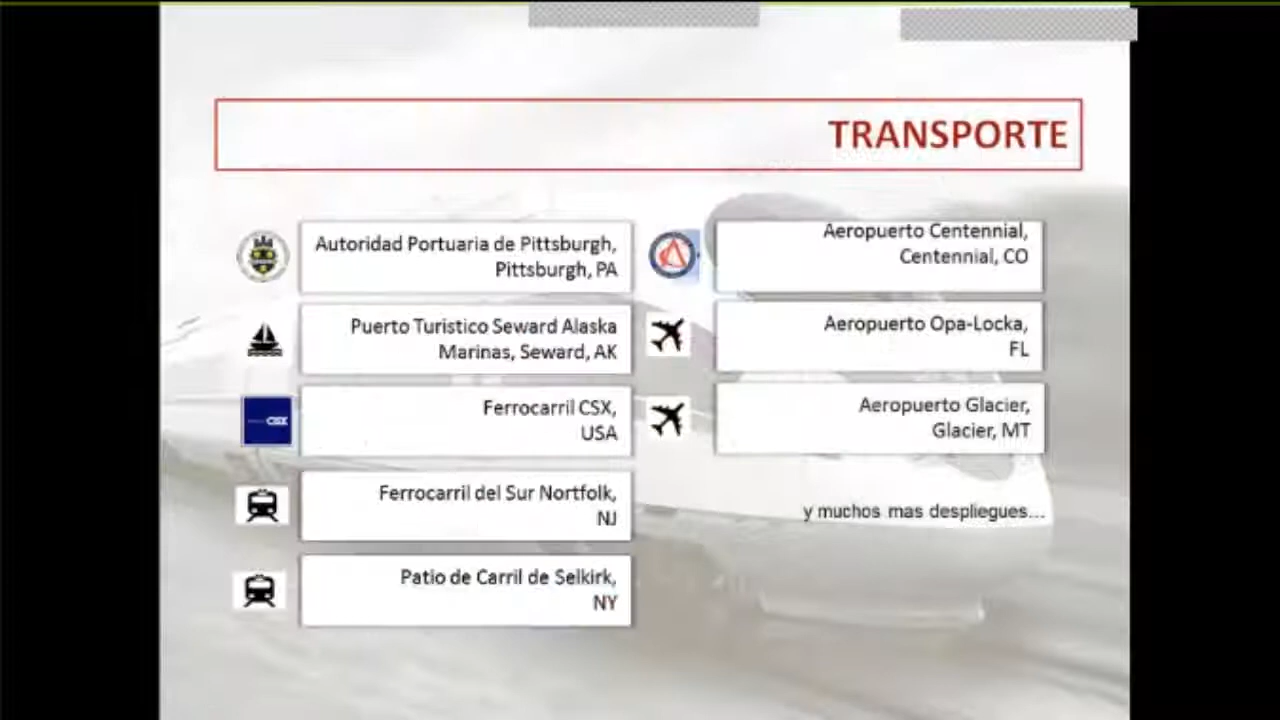 TRANSPORTE
Autoridad Portuaria de Pittsburgh,
Pittsburgh, PA
Puerto Turistico Seward Alaska
Marinas, Seward, AK
CSX
Ferrocarril CSX,
USA
Ferrocarril del Sur Nortfolk,
NJ
Patio de Carril de Selkirk,
NY
Aeropuerto Centennial,
Centennial, CO
Aeropuerto Opa-Locka,
FL
Aeropuerto Glacier,
Glacier, MT
y muchos mas despliegues...